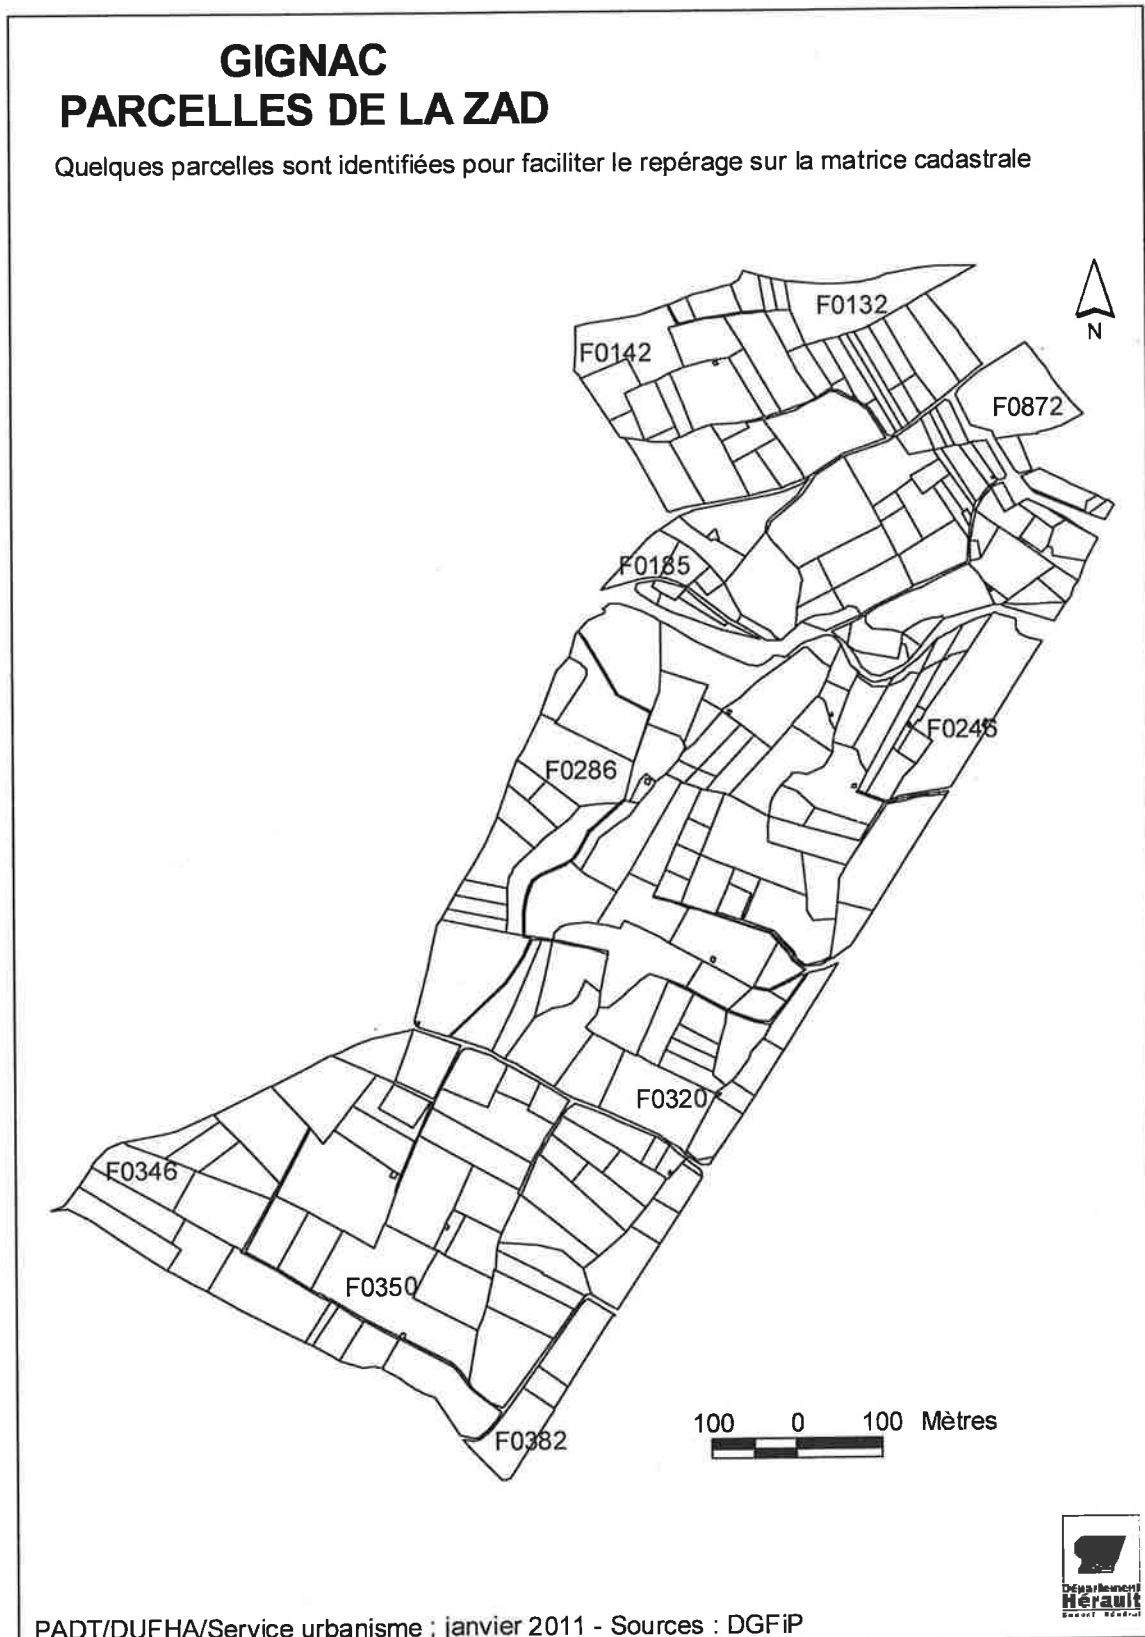 GIGNAC
PARCELLES DE LA ZAD
Quelques parcelles sont identifiées pour faciliter le repérage sur la matrice cadastrale
F0132
F0142
N
F0872
F0185
F0246
F0286
F0320
F0346
F0350
F0382
100 0 100 Mètres
Département
Hérault
PADT/DUFHA/Service urbanisme : janvier 2011 - Sources : DGFiP